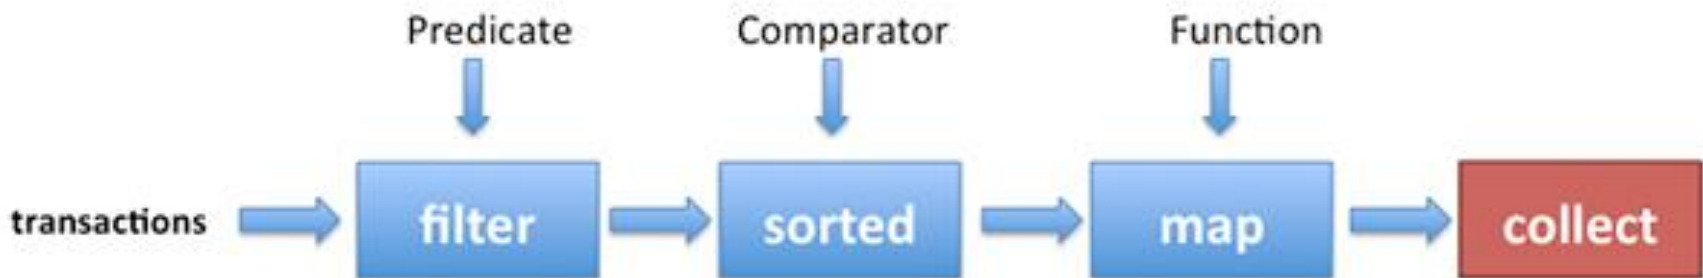 Predicate
Comparator
Function
transactions
filter
sorted
map
collect